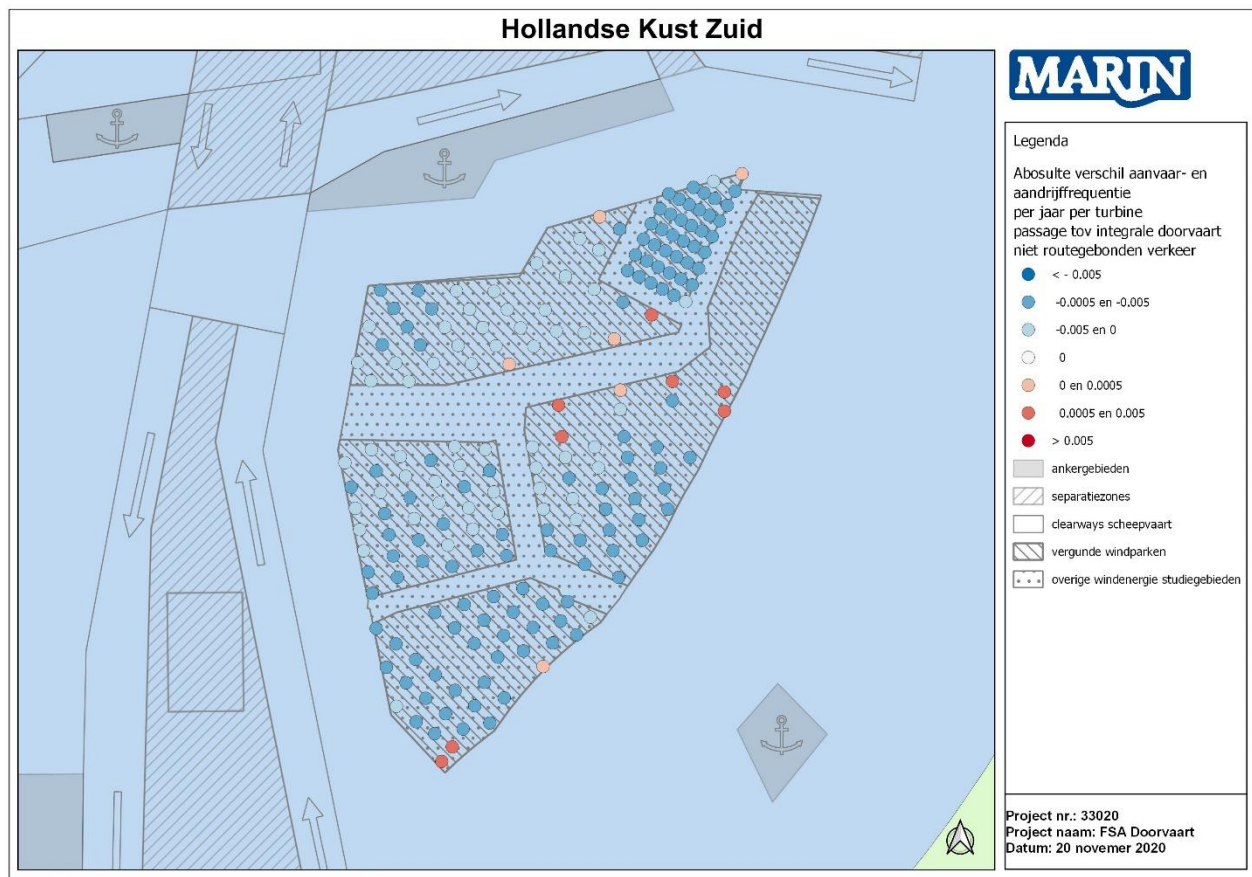 Hollandse Kust Zuid
MARIN
Legenda
Abosulte verschil aanvaar- en
aandrijffrequentie
per jaar per turbine
passage tov integrale doorvaart
niet routegebonden verkeer
< - 0.005
-0.0005 en -0.005
-0.005 en 0
0
0 en 0.0005
0.0005 en 0.005
> 0.005
ankergebieden
separatiezones
clearways scheepvaart
vergunde windparken
overige windenergie studiegebieden
Project nr.: 33020
Project naam: FSA Doorvaart
Datum: 20 novemer 2020